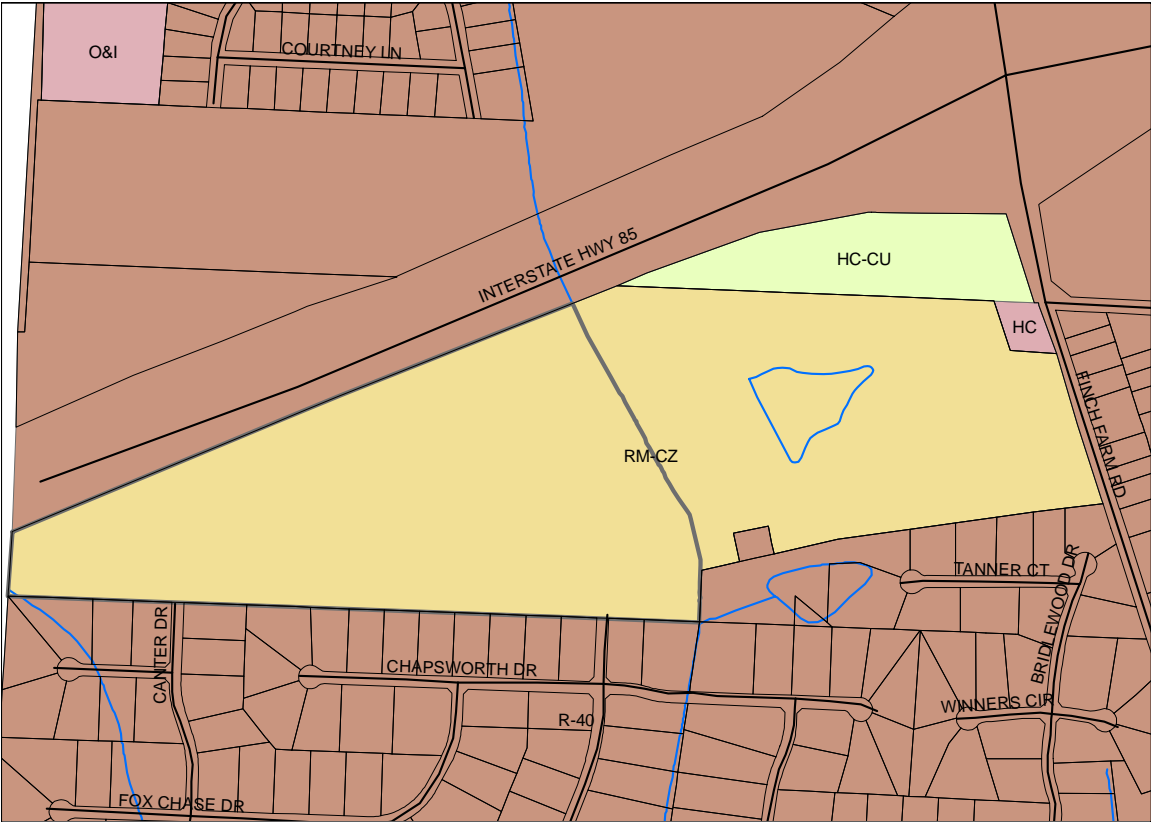 O&I
COURTNEY LN
INTERSTATE HWY 85
HC-CU
HC
FINCH FARM RD
RM-CZ
TANNER CT
BRIDLEWOOD DR
CANTER DR
CHAPSWORTH DR
WINNERS CIR
R-40
FOX CHASE DR